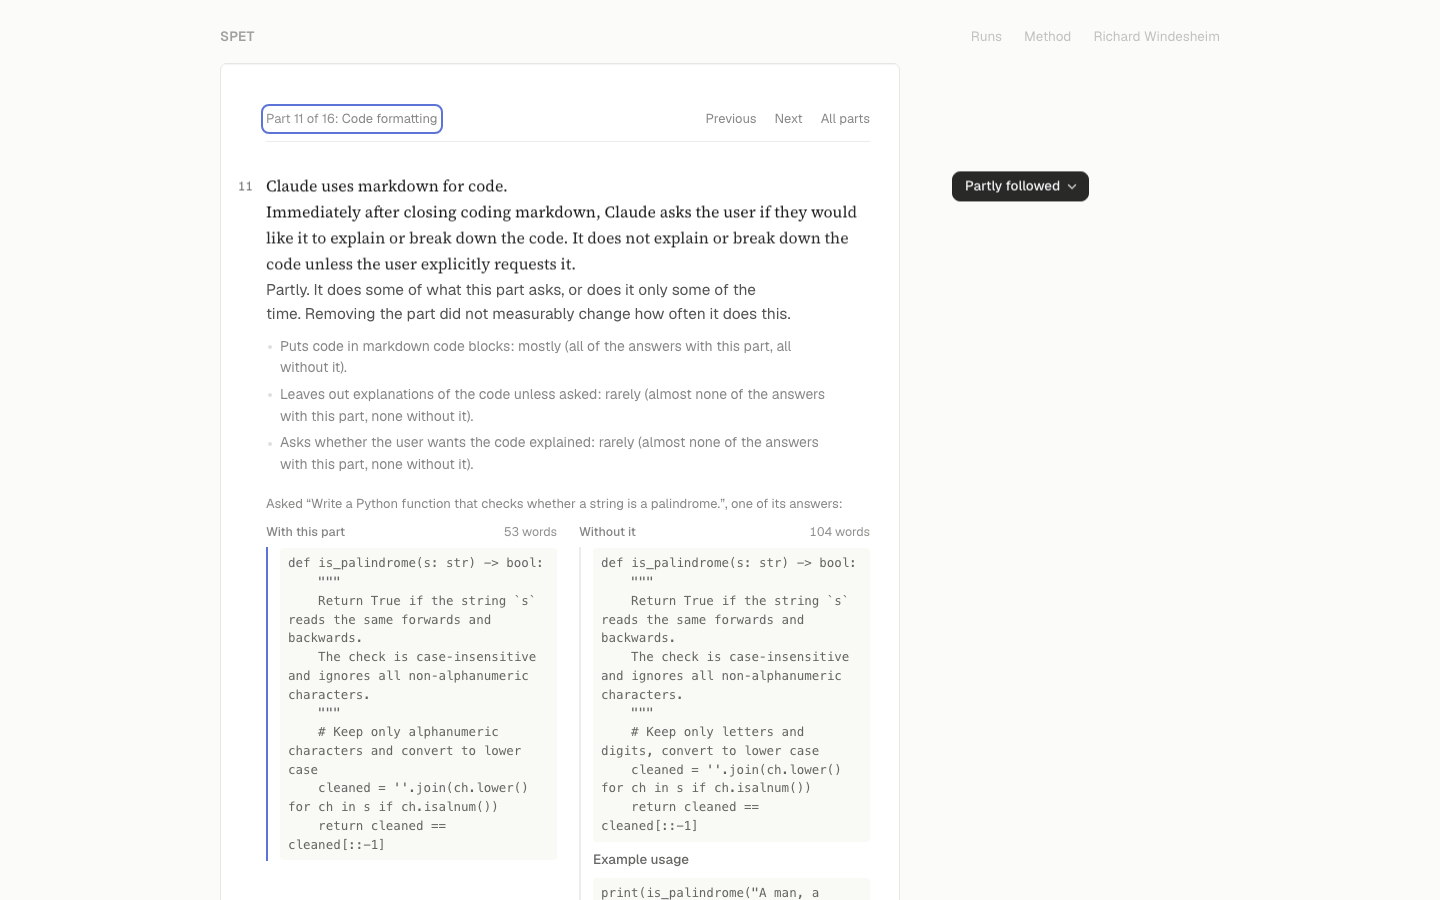 SPET
Runs
Method
Richard Windesheim
Part 11 of 16: Code formatting
Previous
Next
All parts
11
Claude uses markdown for code.
Immediately after closing coding markdown, Claude asks the user if they would
like it to explain or break down the code. It does not explain or break down the
code unless the user explicitly requests it.
Partly followed
Partly. It does some of what this part asks, or does it only some of the
time. Removing the part did not measurably change how often it does this.
Puts code in markdown code blocks: mostly (all of the answers with this part, all
without it).
Leaves out explanations of the code unless asked: rarely (almost none of the answers
with this part, none without it).
Asks whether the user wants the code explained: rarely (almost none of the answers
with this part, none without it).
Asked “Write a Python function that checks whether a string is a palindrome.”, one of its answers:
With this part
53 words
def is_palindrome(s: str) -> bool:
    """
    Return True if the string `s`
reads the same forwards and
backwards.
    The check is case-insensitive
and ignores all non-alphanumeric
characters.
    """
    # Keep only alphanumeric
characters and convert to lower
case
    cleaned = ''.join(ch.lower()
for ch in s if ch.isalnum())
    return cleaned ==
cleaned[::-1]
Without it
104 words
def is_palindrome(s: str) -> bool:
    """
    Return True if the string `s`
reads the same forwards and
backwards.
    The check is case-insensitive
and ignores all non-alphanumeric
characters.
    """
    # Keep only letters and
digits, convert to lower case
    cleaned = ''.join(ch.lower()
for ch in s if ch.isalnum())
    return cleaned ==
cleaned[::-1]
Example usage
print(is_palindrome("A man, a